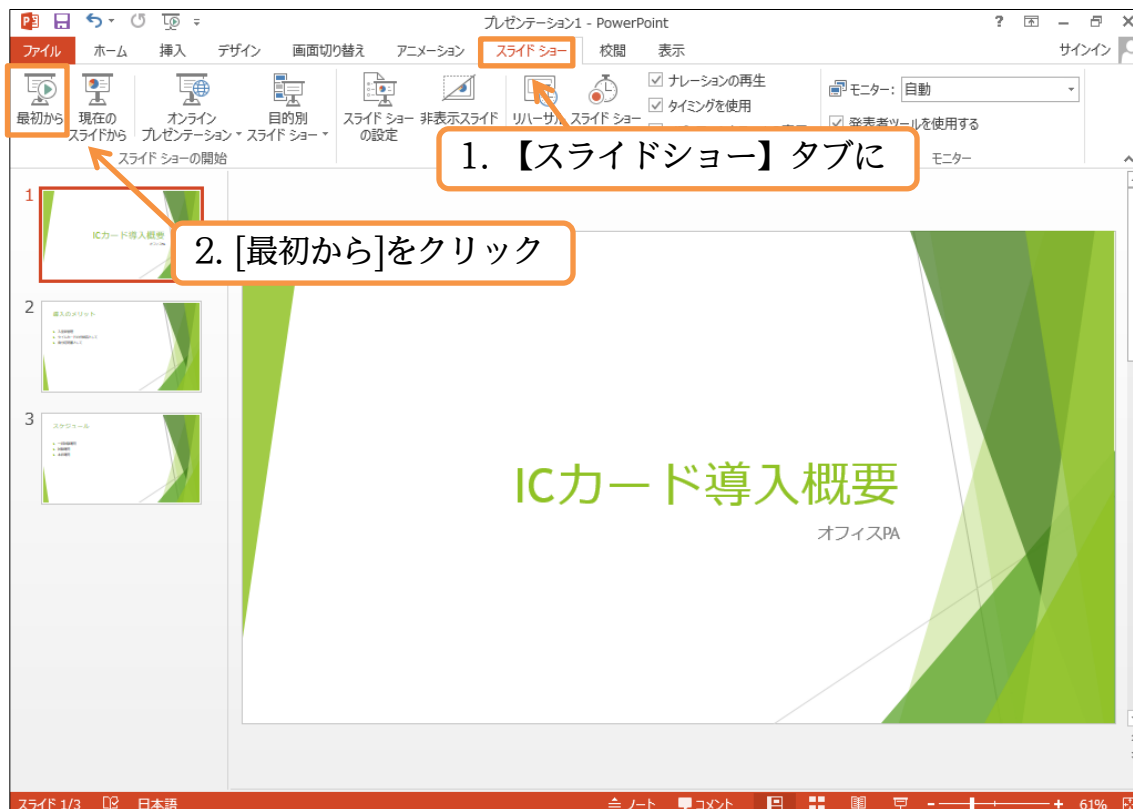 プレゼンテーション1 - PowerPoint
?
ファイル ホーム 挿入 デザイン 画面切り替え アニメーション スライド ショー 校閲 表示 サインイン
最初から
現在の
スライドから
オンライン
プレゼンテーション
目的別
スライド ショー
スライド ショーの開始
スライド ショー
の設定
非表示スライド
リハーサル
スライド ショー
ナレーションの再生
タイミングを使用
モニター: 自動
発表者ツールを使用する
モニター
1. 【スライドショー】タブに
2. [最初から]をクリック
1
ICカード導入概要
2
導入のメリット
3
スケジュール
ICカード導入概要
オフィスPA
スライド 1/3 日本語 ノート コメント 61%